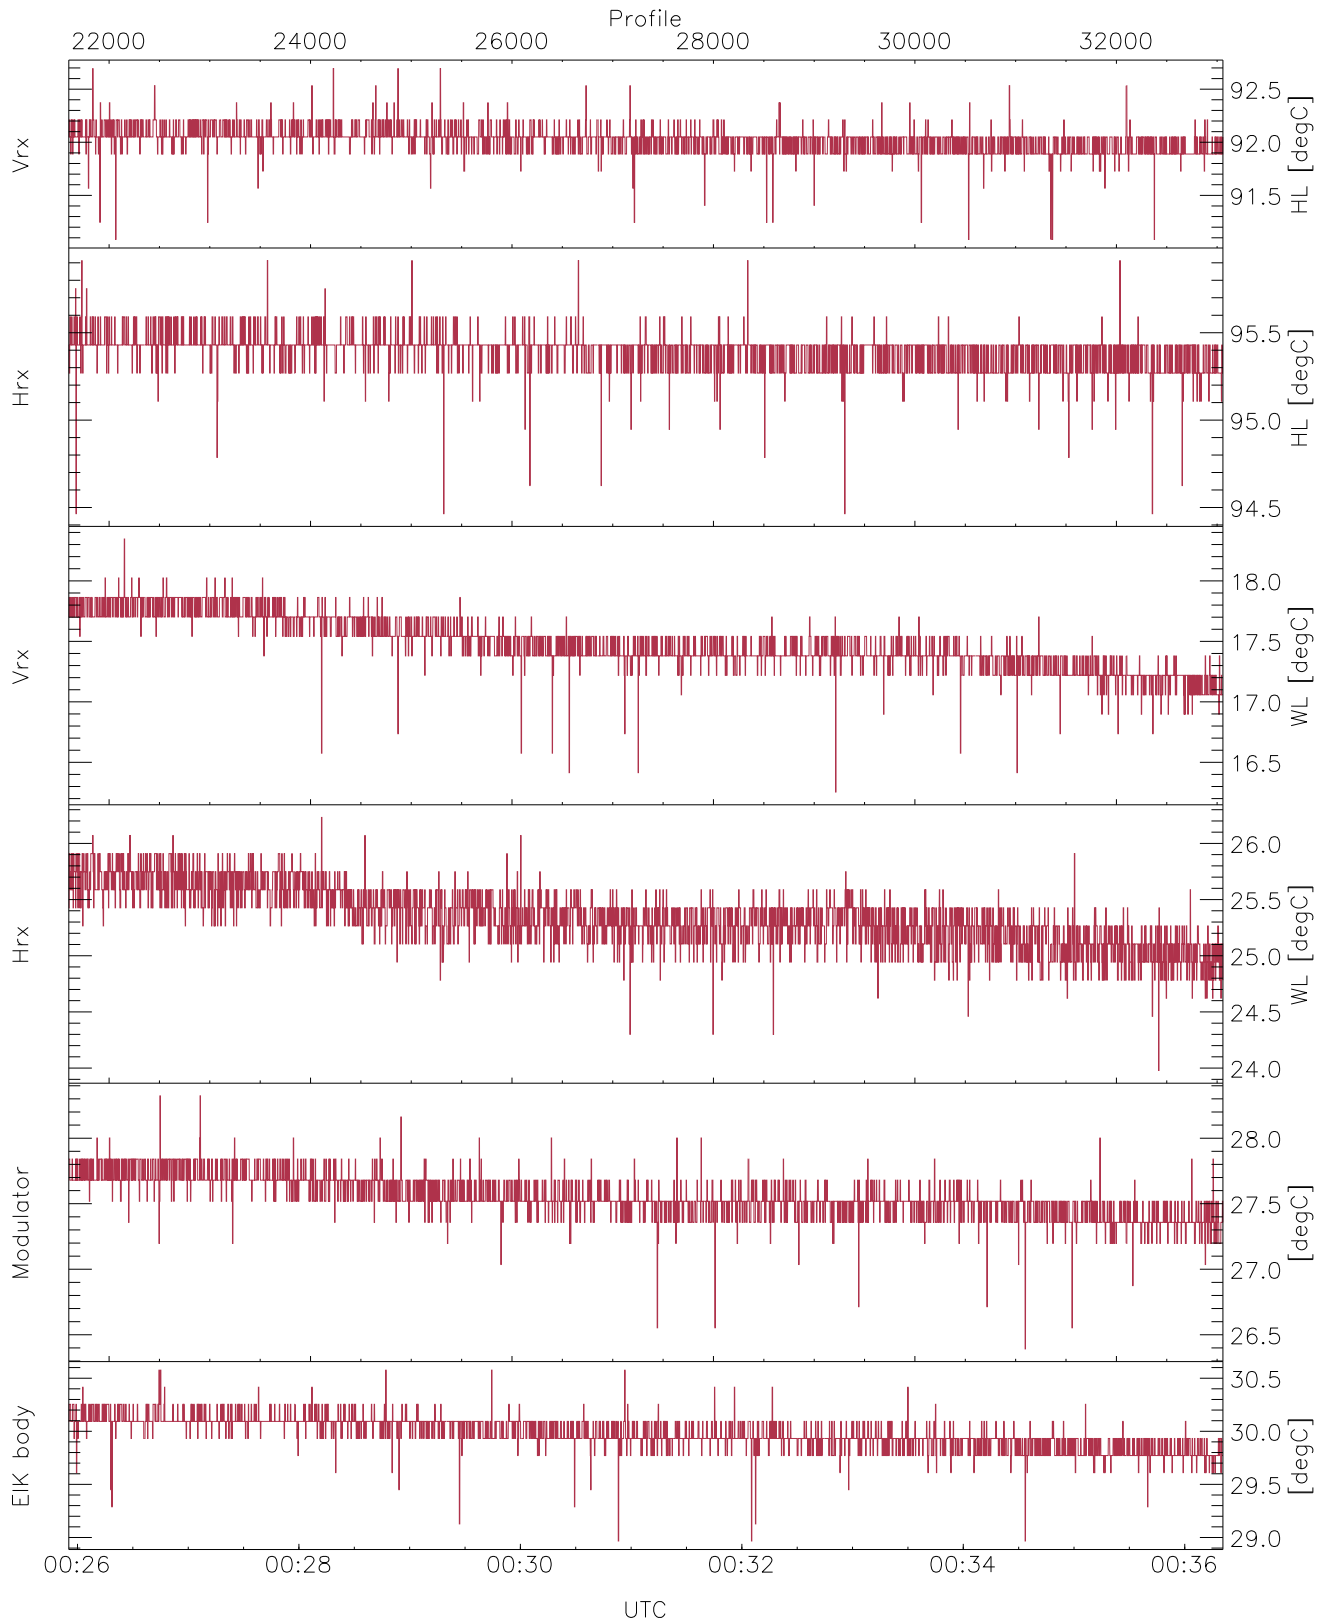 Profile
22000 24000 26000 28000 30000 32000
Vrx
92.5
92.0
91.5
HL [degC]
Hrx
95.5
95.0
94.5
HL [degC]
Vrx
18.0
17.5
17.0
16.5
WL [degC]
Hrx
26.0
25.5
25.0
24.5
24.0
WL [degC]
Modulator
28.0
27.5
27.0
26.5
[degC]
EIK body
30.5
30.0
29.5
29.0
[degC]
00:26 00:28 00:30 00:32 00:34 00:36
UTC